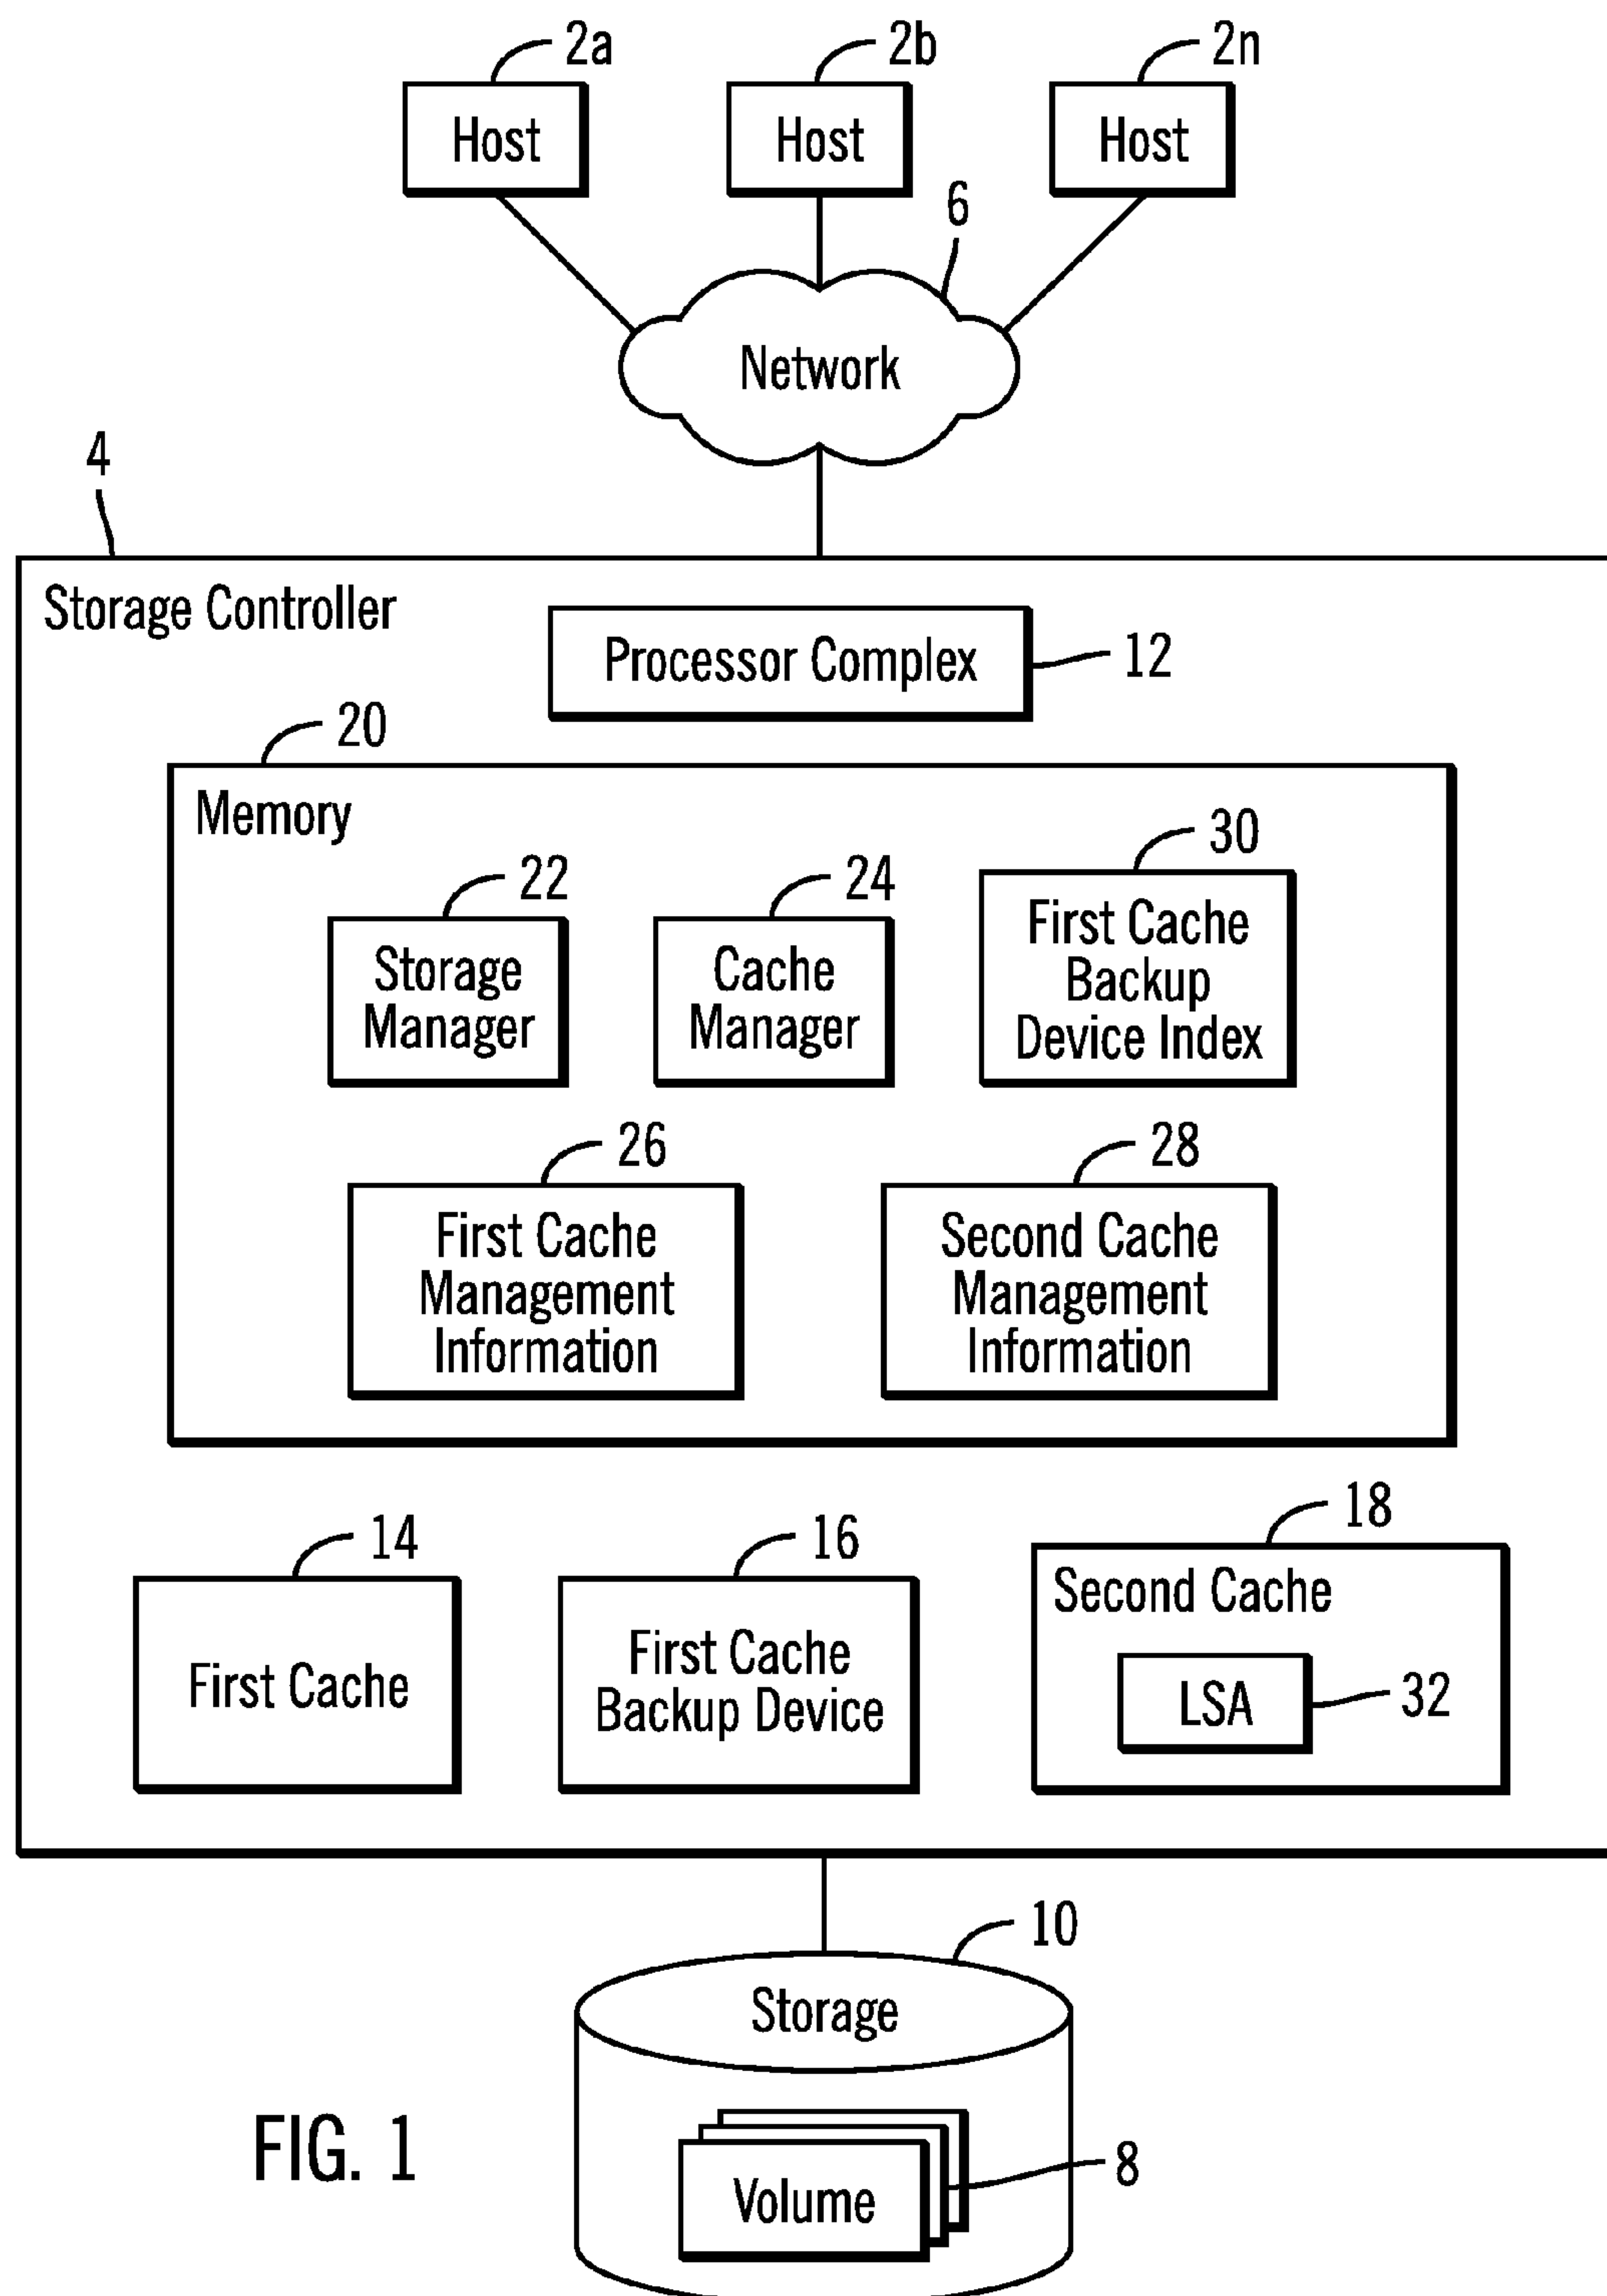 2a
2b
2n
Host
Host
Host
6
Network
4
Storage Controller
Processor Complex
12
20
Memory
22
24
30
Storage
Manager
Cache
Manager
First Cache
Backup
Device Index
26
28
First Cache
Management
Information
Second Cache
Management
Information
14
16
18
First Cache
First Cache
Backup Device
Second Cache
LSA
32
10
Storage
Volume
8
FIG. 1